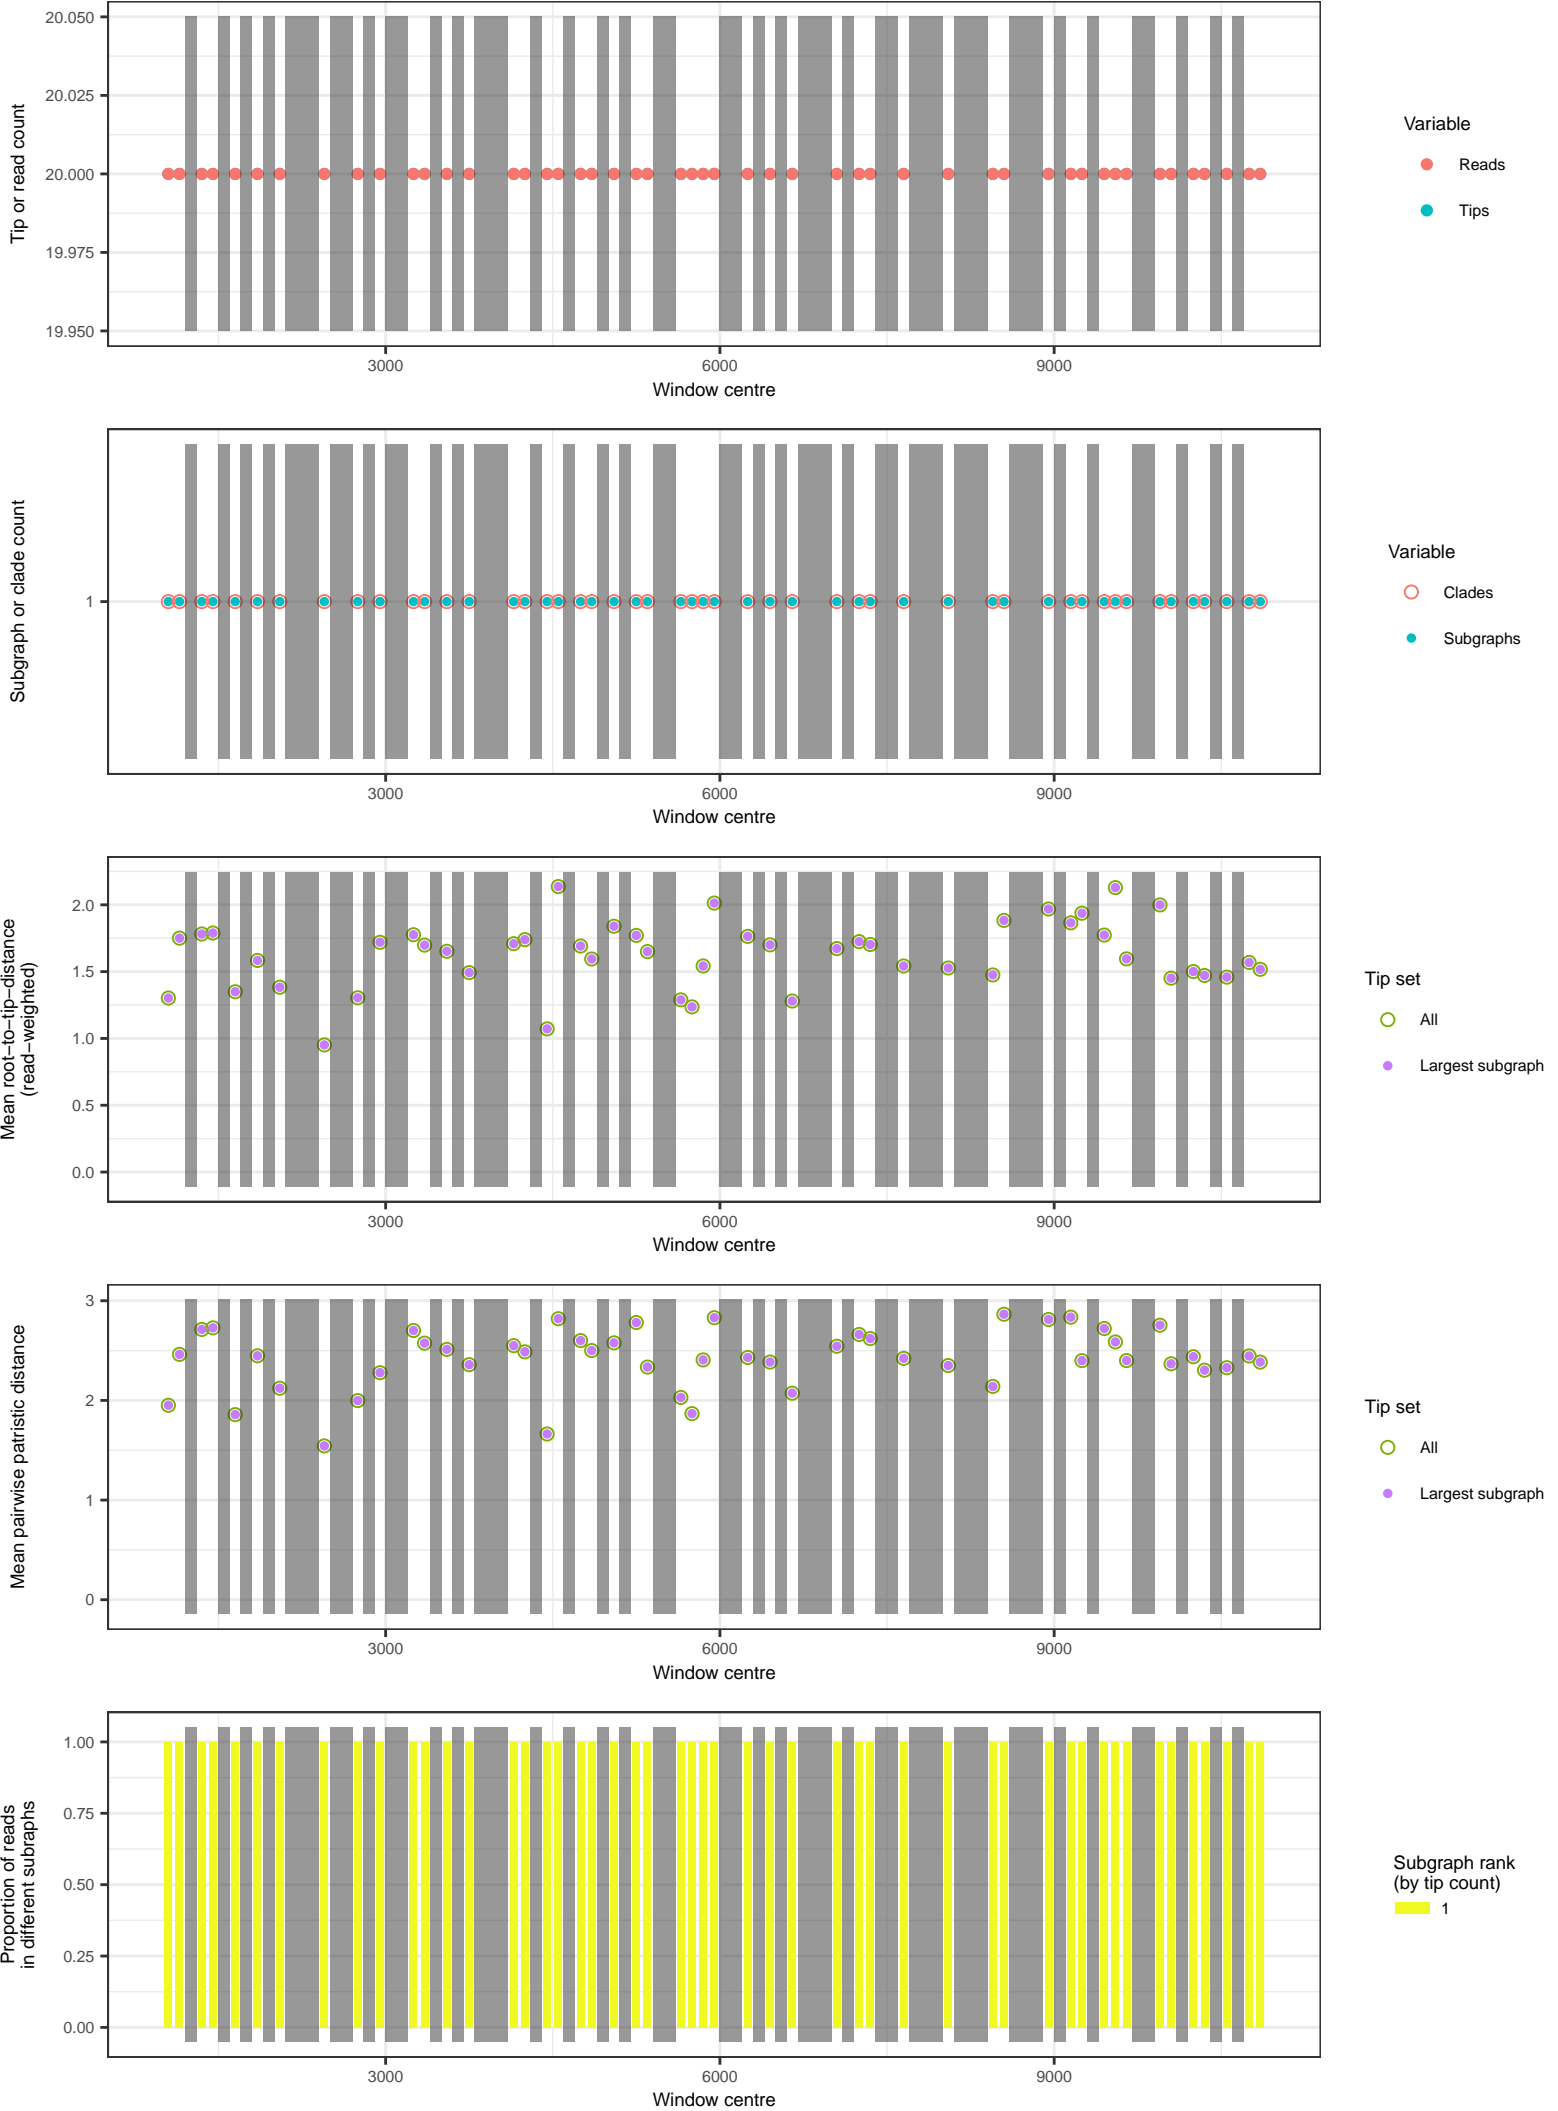 Tip or read count
20.050
20.025
20.000
19.975
19.950
3000
6000
9000
Window centre
Variable
Reads
Tips
Subgraph or clade count
1
3000
6000
9000
Window centre
Variable
Clades
Subgraphs
Mean root−to−tip−distance
(read−weighted)
2.0
1.5
1.0
0.5
0.0
3000
6000
9000
Window centre
Tip set
All
Largest subgraph
Mean pairwise patristic distance
3
2
1
0
3000
6000
9000
Window centre
Tip set
All
Largest subgraph
Proportion of reads
in different subraphs
1.00
0.75
0.50
0.25
0.00
3000
6000
9000
Window centre
Subgraph rank
(by tip count)
1